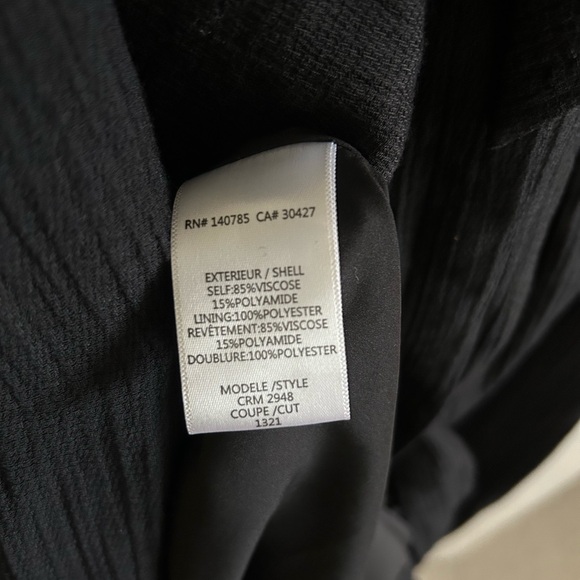 RN# 140785 CA# 30427
EXTERIEUR / SHELL
SELF:85%VISCOSE
15%POLYAMIDE
LINING:100%POLYESTER
REVÊTEMENT:85%VISCOSE
15%POLYAMIDE
DOUBLURE:100%POLYESTER
MODELE /STYLE
CRM 2948
COUPE /CUT
1321